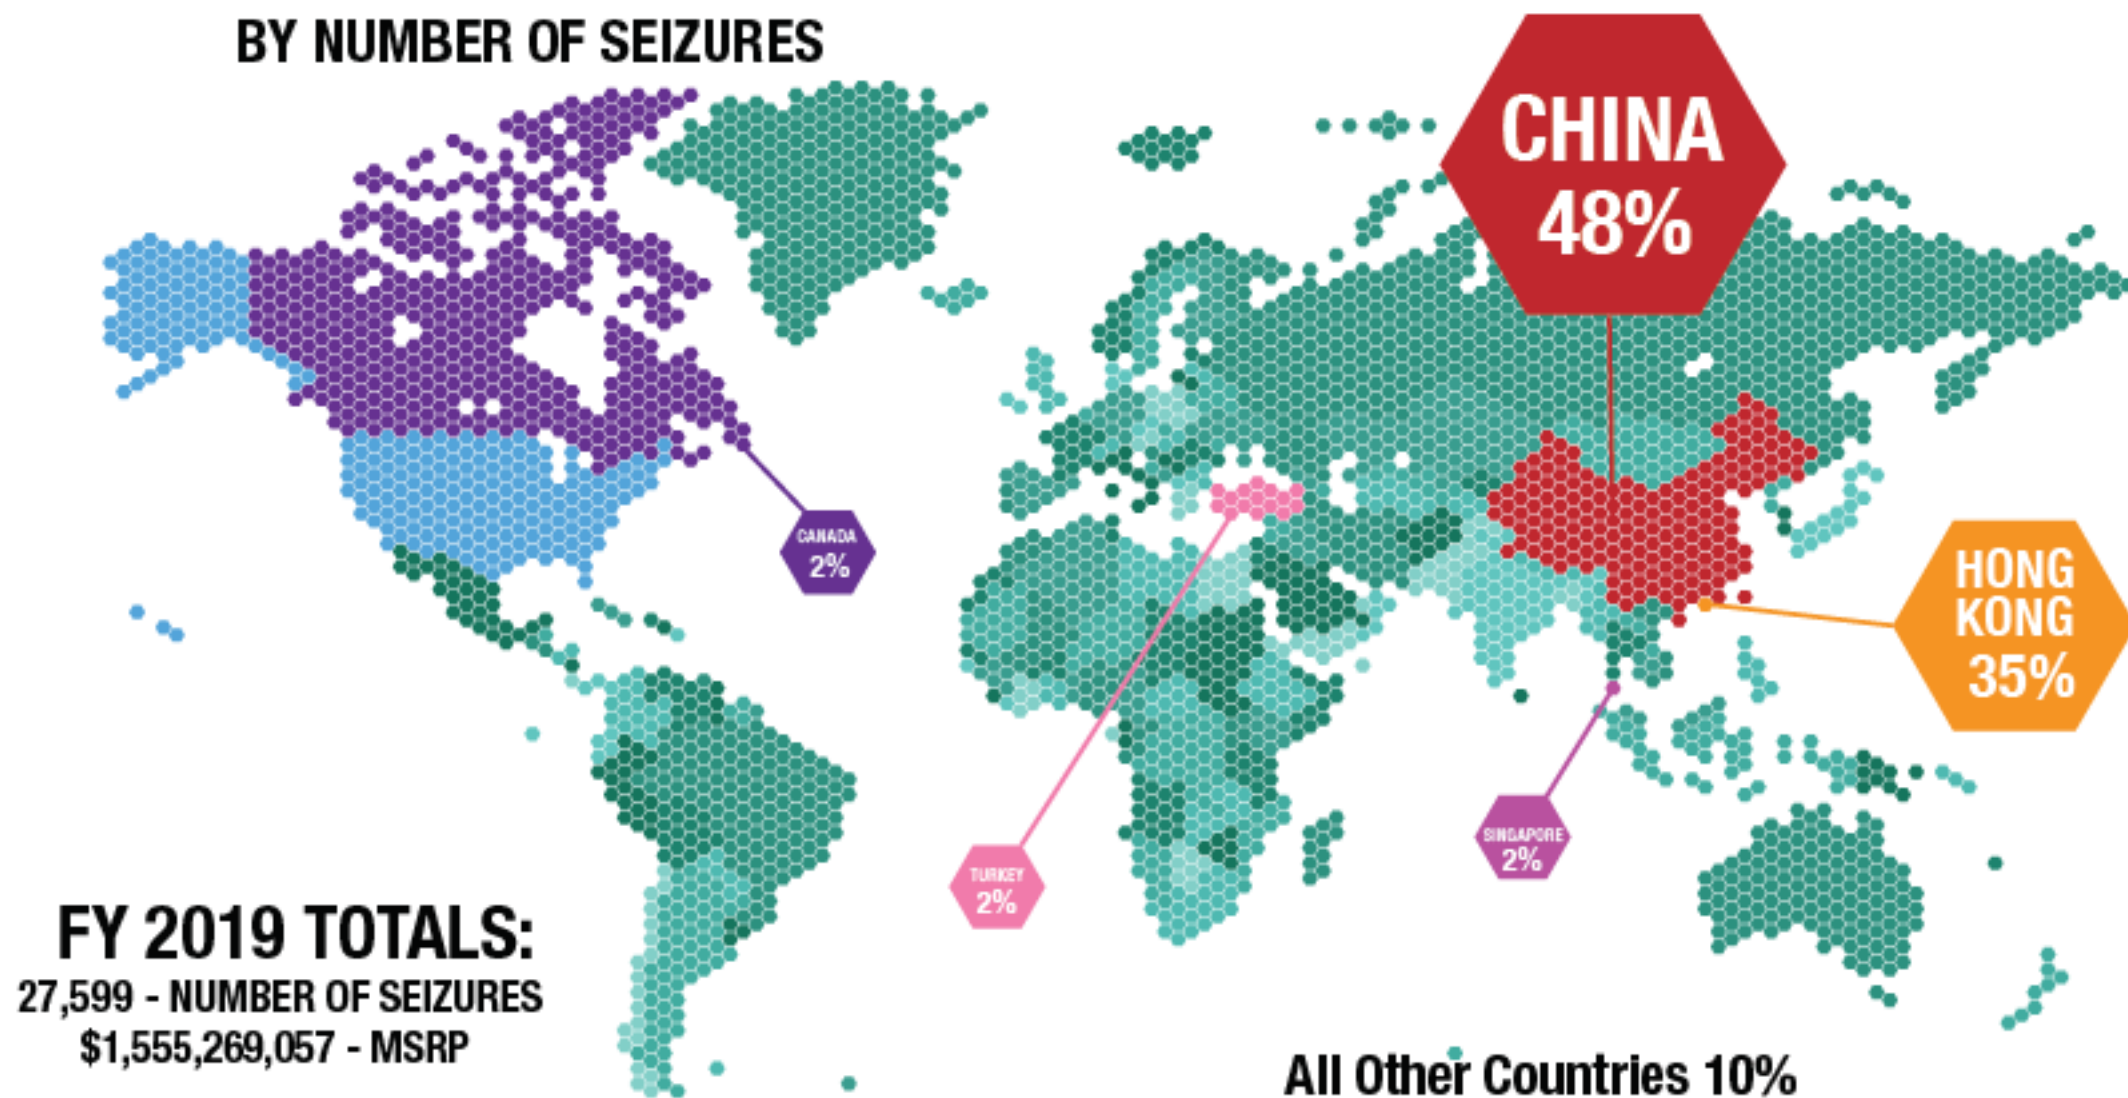 BY NUMBER OF SEIZURES
CHINA
48%
CANADA
2%
HONG
KONG
35%
SINGAPORE
2%
TURKEY
2%
FY 2019 TOTALS:
27,599 - NUMBER OF SEIZURES
$1,555,269,057 - MSRP
All Other Countries 10%